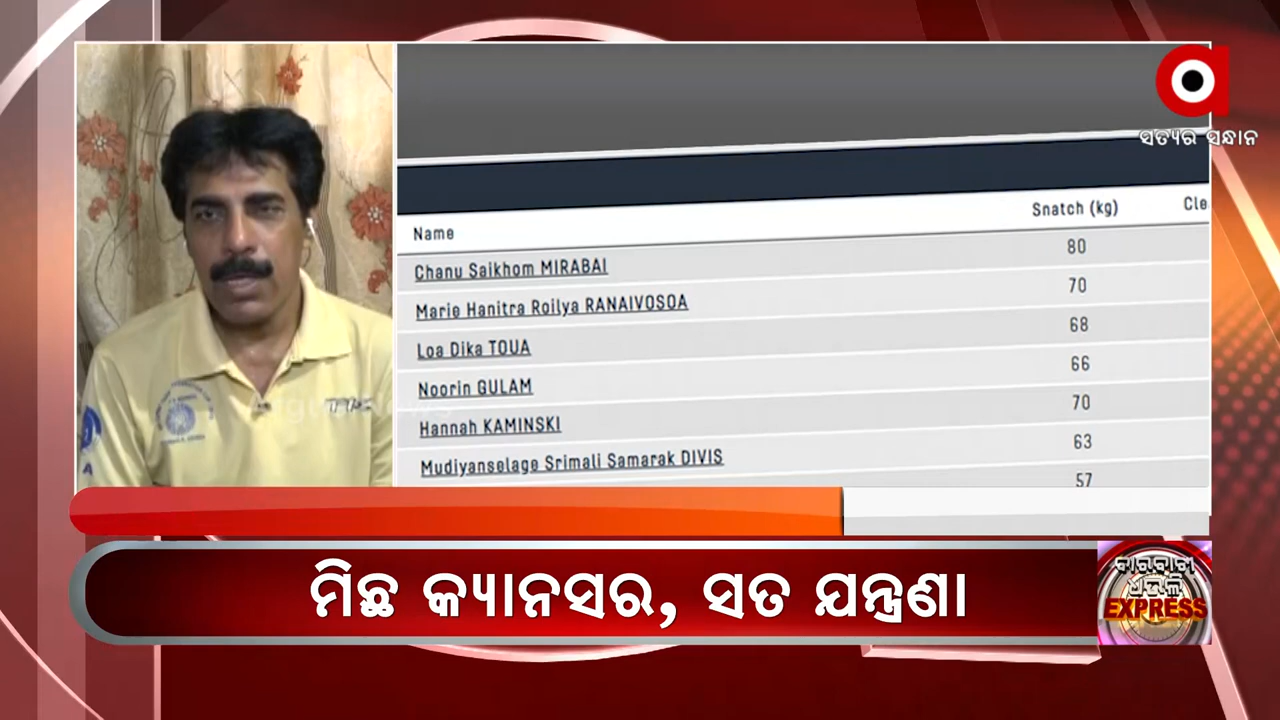 ସତ୍ୟର ସନ୍ଧାନ
Name
Snatch (kg)
Cle
Chanu Saikhom MIRABAI
80
Marie Hanitra Roilya RANAIVOSOA
70
Loa Dika TOUA
68
Noorin GULAM
66
Hannah KAMINSKI
70
Mudiyanselage Srimali Samarak DIVIS
63
57
ମିଛ କ୍ୟାନସର, ସତ ଯନ୍ତ୍ରଣା
EXPRESS